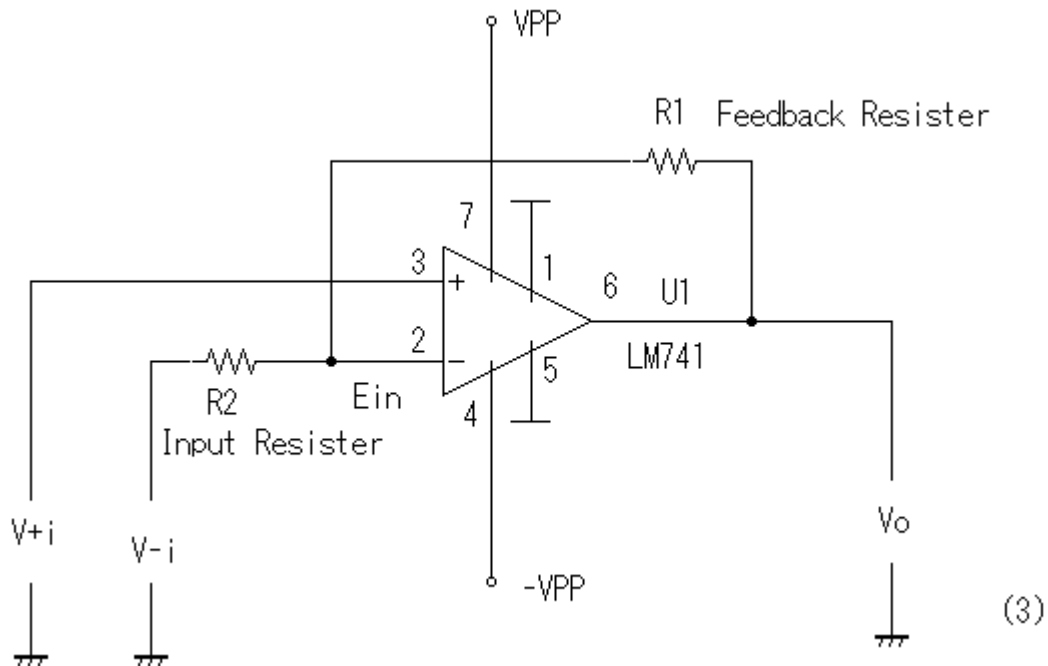 VPP
R1 Feedback Resister
7
3
1
+
6
U1
2
−
5
LM741
Ein
R2
4
Input Resister
V+i
V-i
Vo
-VPP
(3)